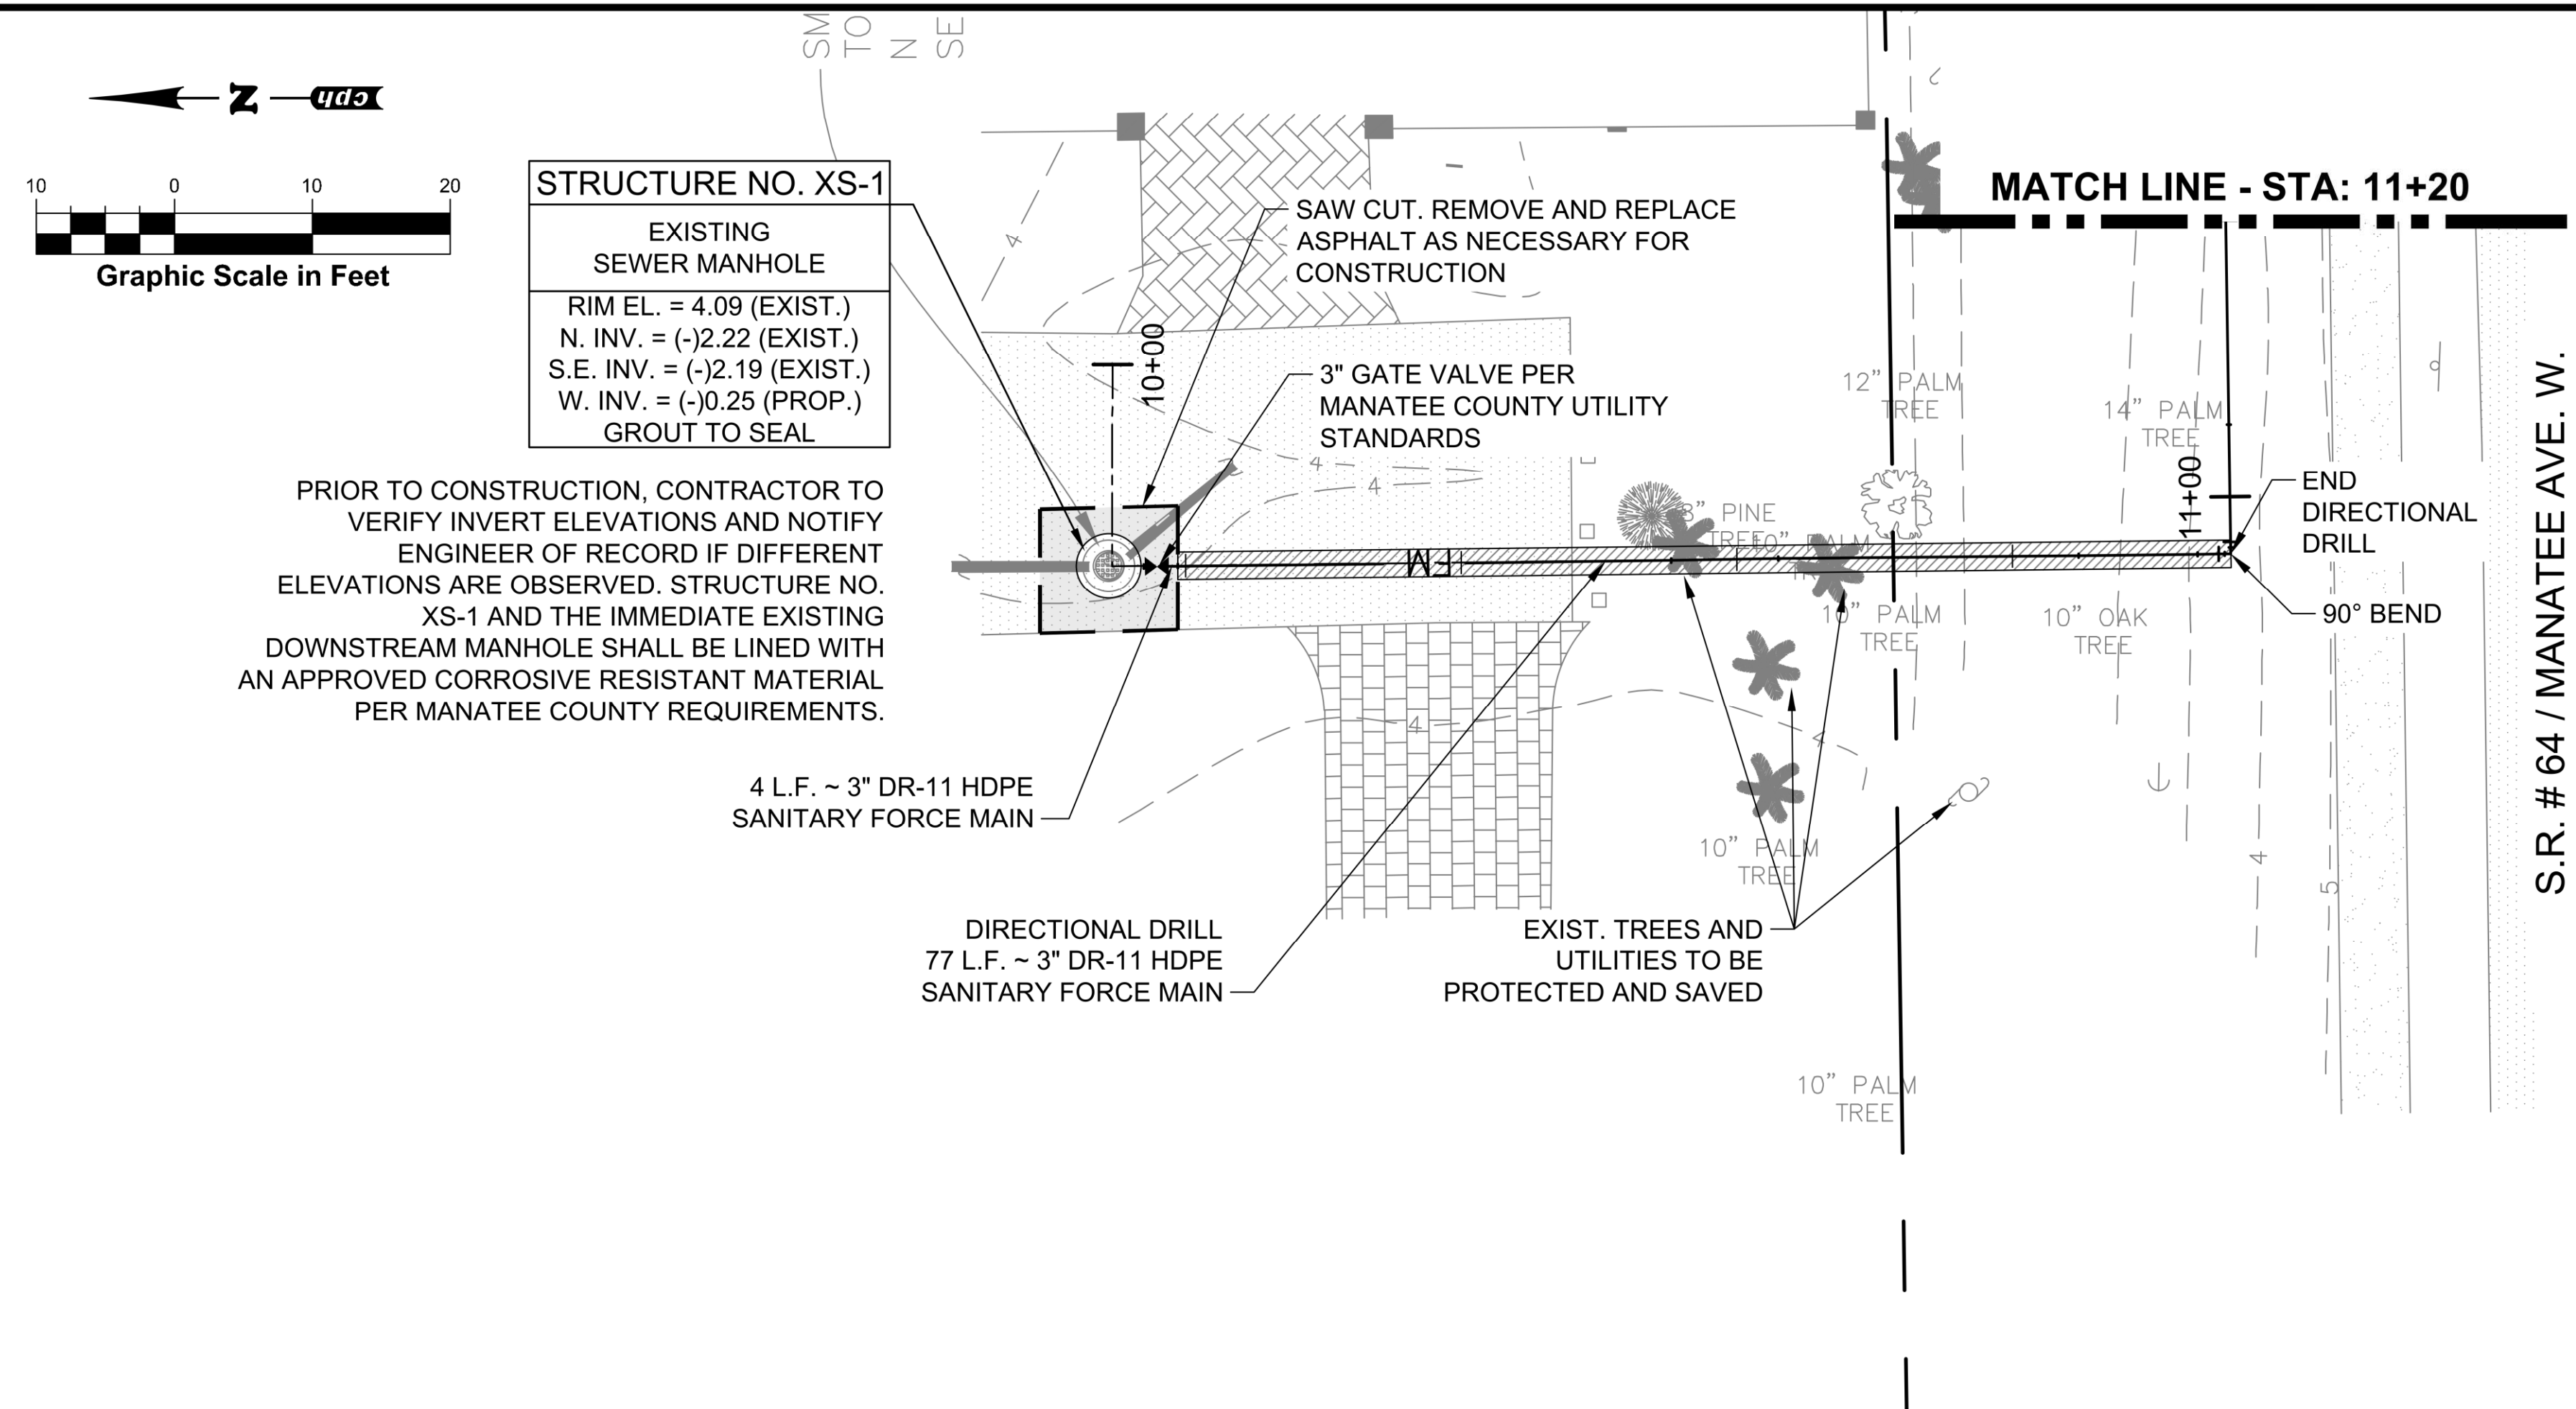 SM
TO
N
SE
N
cph
10 0 10 20
Graphic Scale in Feet
STRUCTURE NO. XS-1
EXISTING
SEWER MANHOLE
RIM EL. = 4.09 (EXIST.)
N. INV. = (-)2.22 (EXIST.)
S.E. INV. = (-)2.19 (EXIST.)
W. INV. = (-)0.25 (PROP.)
GROUT TO SEAL
PRIOR TO CONSTRUCTION, CONTRACTOR TO
VERIFY INVERT ELEVATIONS AND NOTIFY
ENGINEER OF RECORD IF DIFFERENT
ELEVATIONS ARE OBSERVED. STRUCTURE NO.
XS-1 AND THE IMMEDIATE EXISTING
DOWNSTREAM MANHOLE SHALL BE LINED WITH
AN APPROVED CORROSIVE RESISTANT MATERIAL
PER MANATEE COUNTY REQUIREMENTS.
SAW CUT. REMOVE AND REPLACE
ASPHALT AS NECESSARY FOR
CONSTRUCTION
3" GATE VALVE PER
MANATEE COUNTY UTILITY
STANDARDS
10+00
4
4
4
4
4
4
5
FM
MATCH LINE - STA: 11+20
12" PALM
TREE
14" PALM
TREE
11+00
END
DIRECTIONAL
DRILL
90° BEND
8" PINE
TREE
10" PALM
10" PALM
TREE
10" OAK
TREE
4 L.F. ~ 3" DR-11 HDPE
SANITARY FORCE MAIN
10" PALM
TREE
DIRECTIONAL DRILL
77 L.F. ~ 3" DR-11 HDPE
SANITARY FORCE MAIN
EXIST. TREES AND
UTILITIES TO BE
PROTECTED AND SAVED
10" PALM
TREE
S.R. # 64 / MANATEE AVE. W.